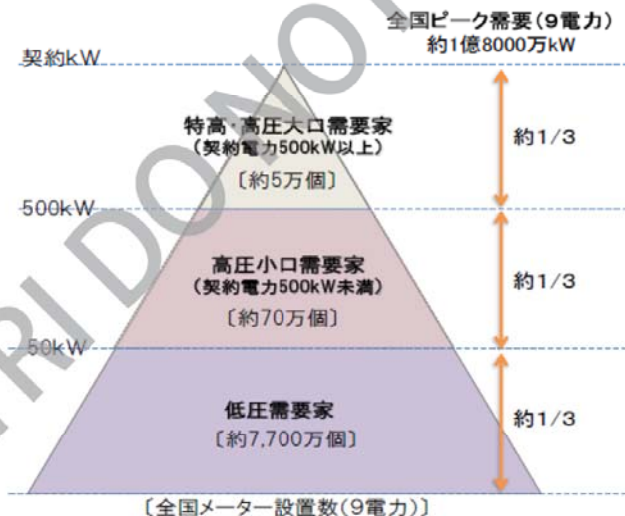 全国ピーク需要(9電力)
約1億8000万kW
契約kW
特高・高圧大口需要家
(契約電力500kW以上)
〔約5万個〕
約1/3
500kW
高圧小口需要家
(契約電力500kW未満)
〔約70万個〕
約1/3
50kW
低圧需要家
〔約7,700万個〕
約1/3
〔全国メーター設置数(9電力)〕
RI DO NO